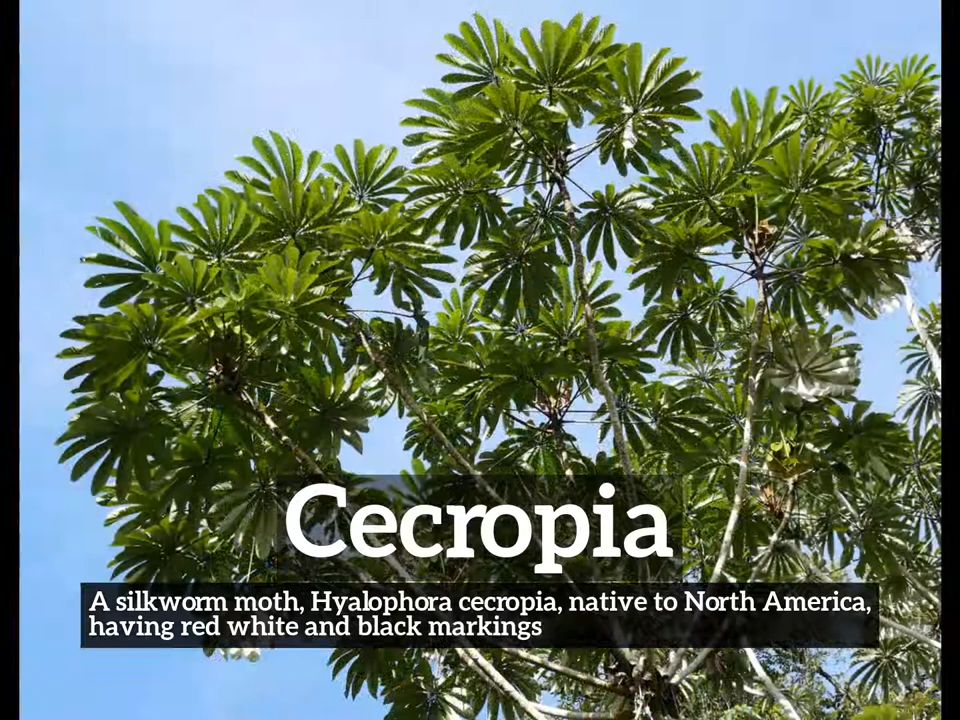 Cecropia
A silkworm moth, Hyalophora cecropia, native to North America,
having red white and black markings